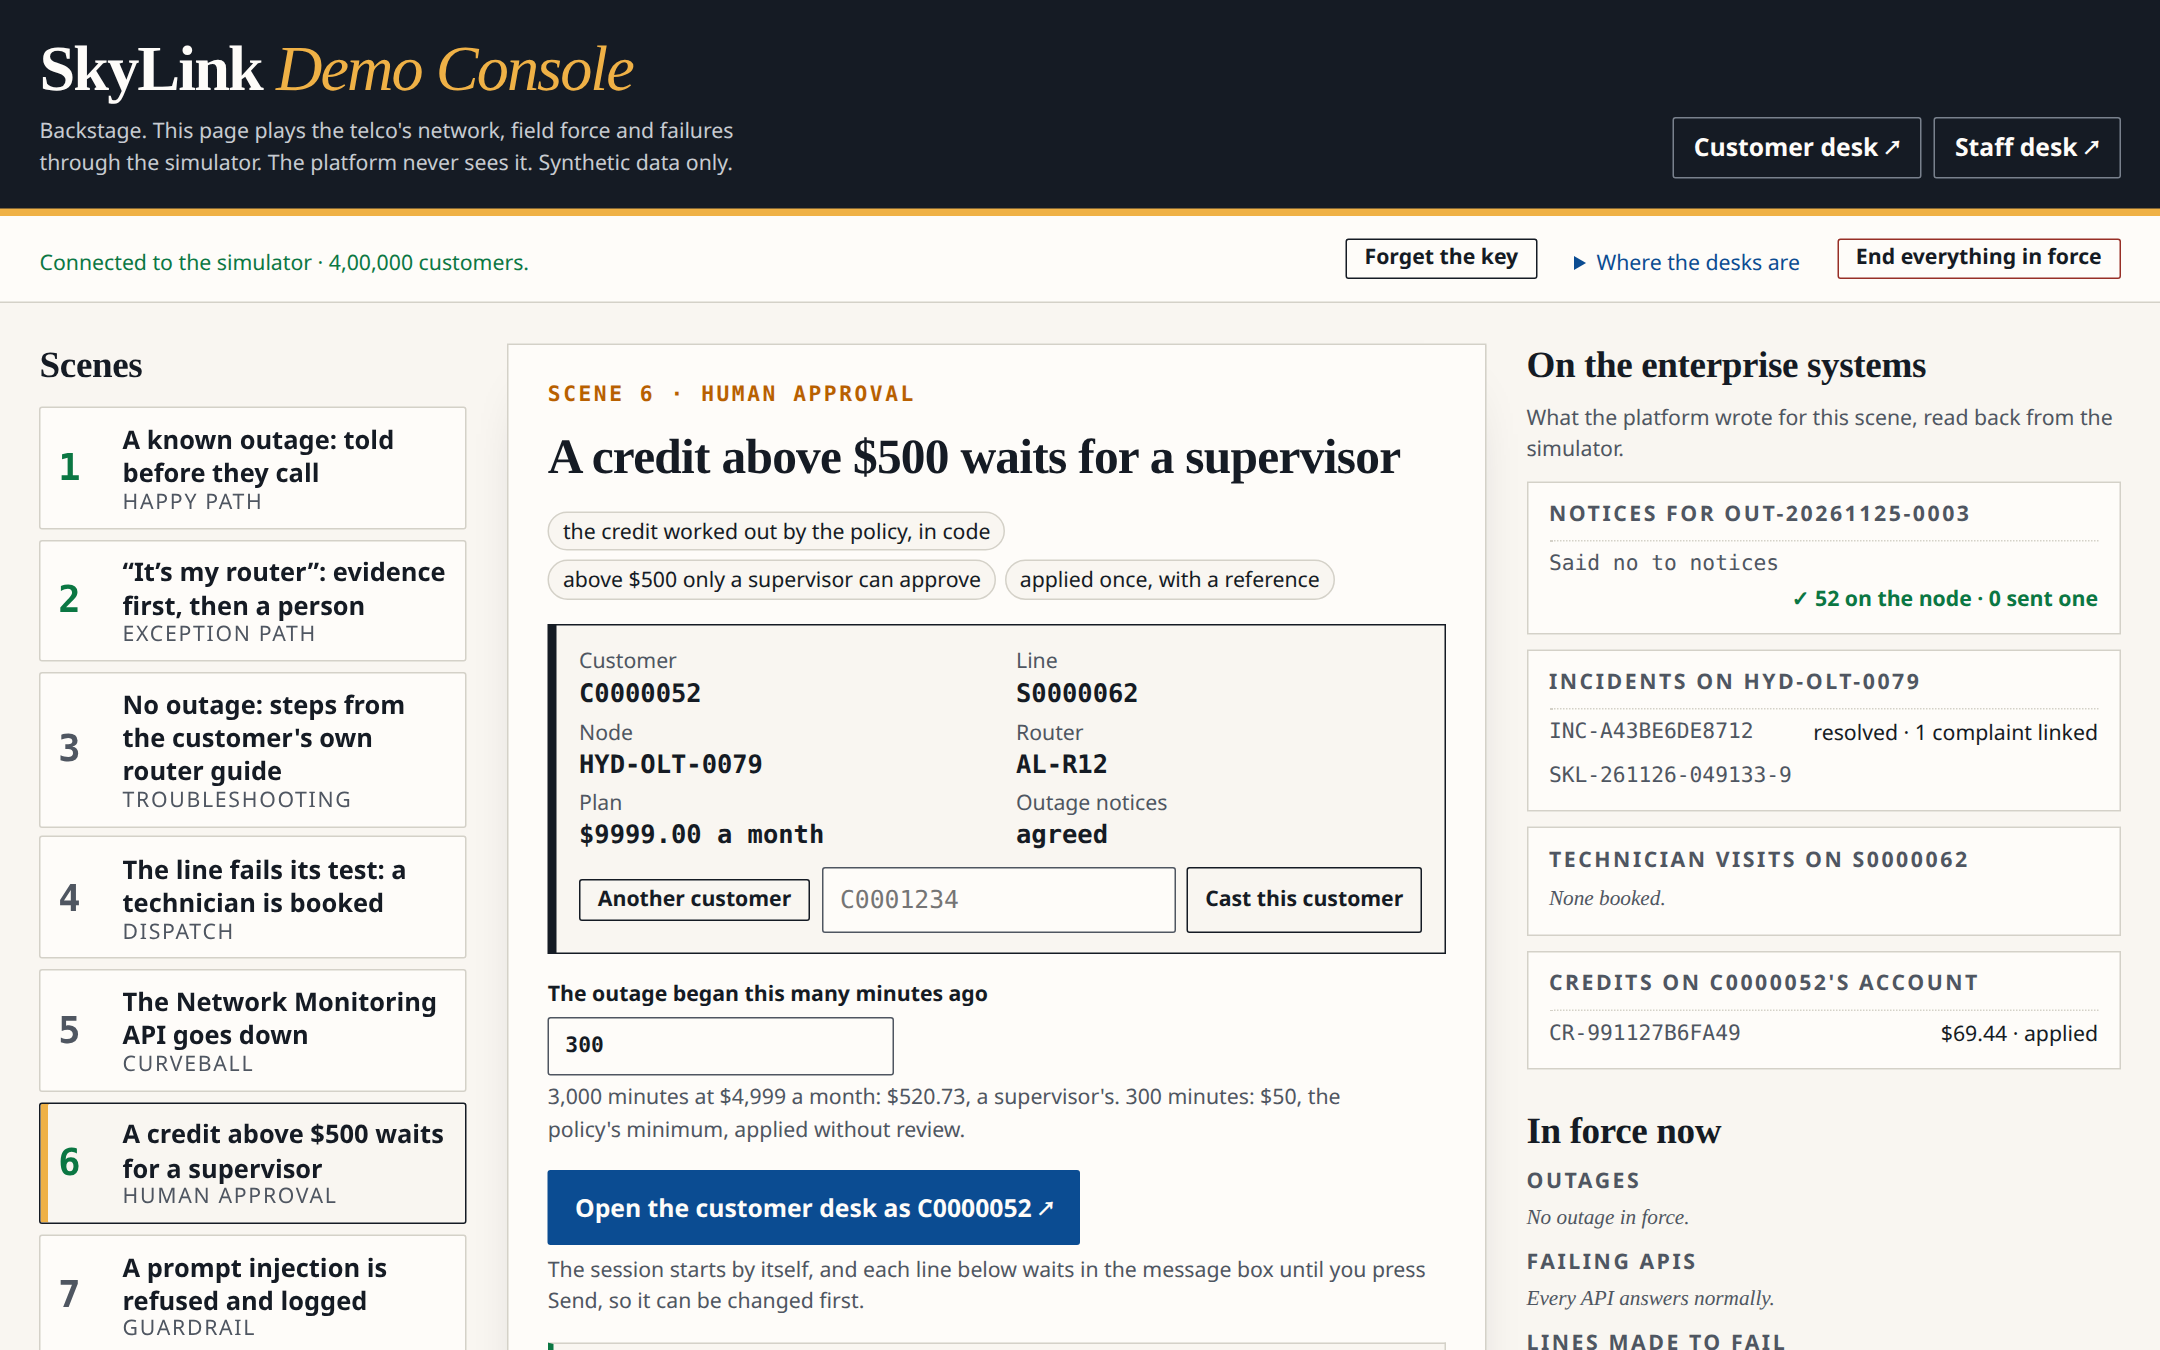 SkyLink Demo Console
Backstage. This page plays the telco's network, field force and failures
through the simulator. The platform never sees it. Synthetic data only.
Customer desk ↗
Staff desk ↗
Connected to the simulator · 4,00,000 customers.
Forget the key
▶ Where the desks are
End everything in force
Scenes
1
A known outage: told
before they call
HAPPY PATH
2
“It’s my router”: evidence
first, then a person
EXCEPTION PATH
3
No outage: steps from
the customer's own
router guide
TROUBLESHOOTING
4
The line fails its test: a
technician is booked
DISPATCH
5
The Network Monitoring
API goes down
CURVEBALL
6
A credit above $500 waits
for a supervisor
HUMAN APPROVAL
7
A prompt injection is
refused and logged
GUARDRAIL
SCENE 6 · HUMAN APPROVAL
A credit above $500 waits for a supervisor
the credit worked out by the policy, in code
above $500 only a supervisor can approve
applied once, with a reference
Customer
C0000052
Line
S0000062
Node
HYD-OLT-0079
Router
AL-R12
Plan
$9999.00 a month
Outage notices
agreed
Another customer
C0001234
Cast this customer
The outage began this many minutes ago
300
3,000 minutes at $4,999 a month: $520.73, a supervisor's. 300 minutes: $50, the
policy's minimum, applied without review.
Open the customer desk as C0000052 ↗
The session starts by itself, and each line below waits in the message box until you press
Send, so it can be changed first.
On the enterprise systems
What the platform wrote for this scene, read back from the
simulator.
NOTICES FOR OUT-20261125-0003
Said no to notices
✓ 52 on the node · 0 sent one
INCIDENTS ON HYD-OLT-0079
INC-A43BE6DE8712
resolved · 1 complaint linked
SKL-261126-049133-9
TECHNICIAN VISITS ON S0000062
None booked.
CREDITS ON C0000052'S ACCOUNT
CR-991127B6FA49
$69.44 · applied
In force now
OUTAGES
No outage in force.
FAILING APIS
Every API answers normally.
LINES MADE TO FAIL